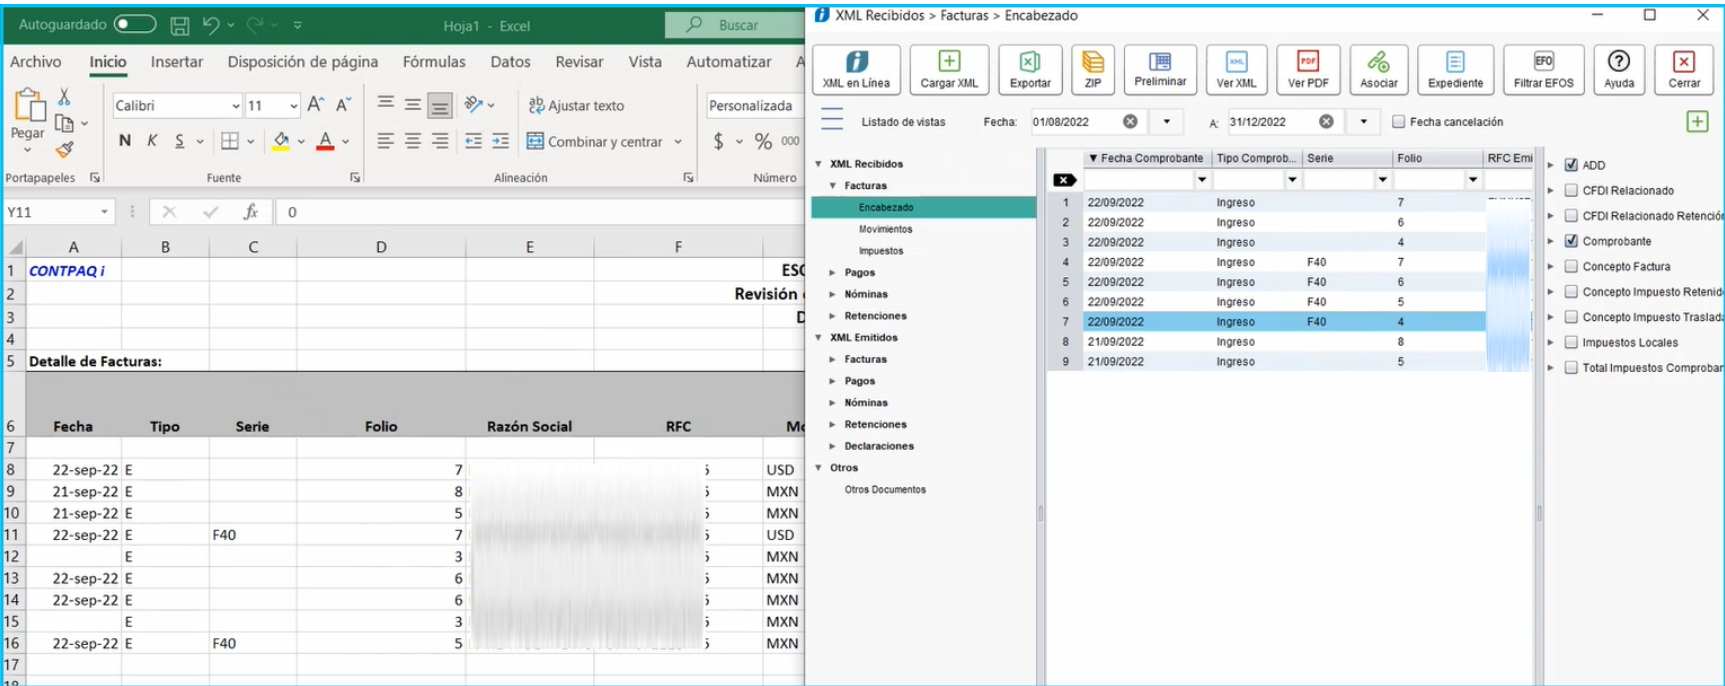 Autoguardado
Hoja1 - Excel
Buscar
Archivo Inicio Insertar Disposición de página Fórmulas Datos Revisar Vista Automatizar A
Pegar
Calibri 11 A A
Ajustar texto
Personalizada
N K S A
Combinar y centrar
$ % 000
Portapapeles Fuente Alineación Número
Y11 fx 0
A B C D E F
1 CONTPAQ i ESC
2 Revisión
3 D
4
5 Detalle de Facturas:
6 Fecha Tipo Serie Folio Razón Social RFC Mo
7
8 22-sep-22 E 7 USD
9 21-sep-22 E 8 MXN
10 21-sep-22 E 5 MXN
11 22-sep-22 E F40 7 USD
12 E 3 MXN
13 22-sep-22 E 6 MXN
14 22-sep-22 E 6 MXN
15 E 3 MXN
16 22-sep-22 E F40 5 MXN
17
18
XML Recibidos > Facturas > Encabezado
XML en Línea
Cargar XML
Exportar
ZIP
Preliminar
XML
Ver XML
PDF
Ver PDF
Asociar
Expediente
EFO
Filtrar EFOS
?
Ayuda
Cerrar
Listado de vistas Fecha: 01/08/2022 A: 31/12/2022 Fecha cancelación
XML Recibidos
Facturas
Encabezado
Movimientos
Impuestos
Pagos
Nóminas
Retenciones
XML Emitidos
Facturas
Pagos
Nóminas
Retenciones
Declaraciones
Otros
Otros Documentos
Fecha Comprobante Tipo Comprob... Serie Folio RFC Emi
1 22/09/2022 Ingreso 7
2 22/09/2022 Ingreso 6
3 22/09/2022 Ingreso 4
4 22/09/2022 Ingreso F40 7
5 22/09/2022 Ingreso F40 6
6 22/09/2022 Ingreso F40 5
7 22/09/2022 Ingreso F40 4
8 21/09/2022 Ingreso 8
9 21/09/2022 Ingreso 5
ADD
CFDI Relacionado
CFDI Relacionado Retención
Comprobante
Concepto Factura
Concepto Impuesto Retenid
Concepto Impuesto Traslada
Impuestos Locales
Total Impuestos Comprobar